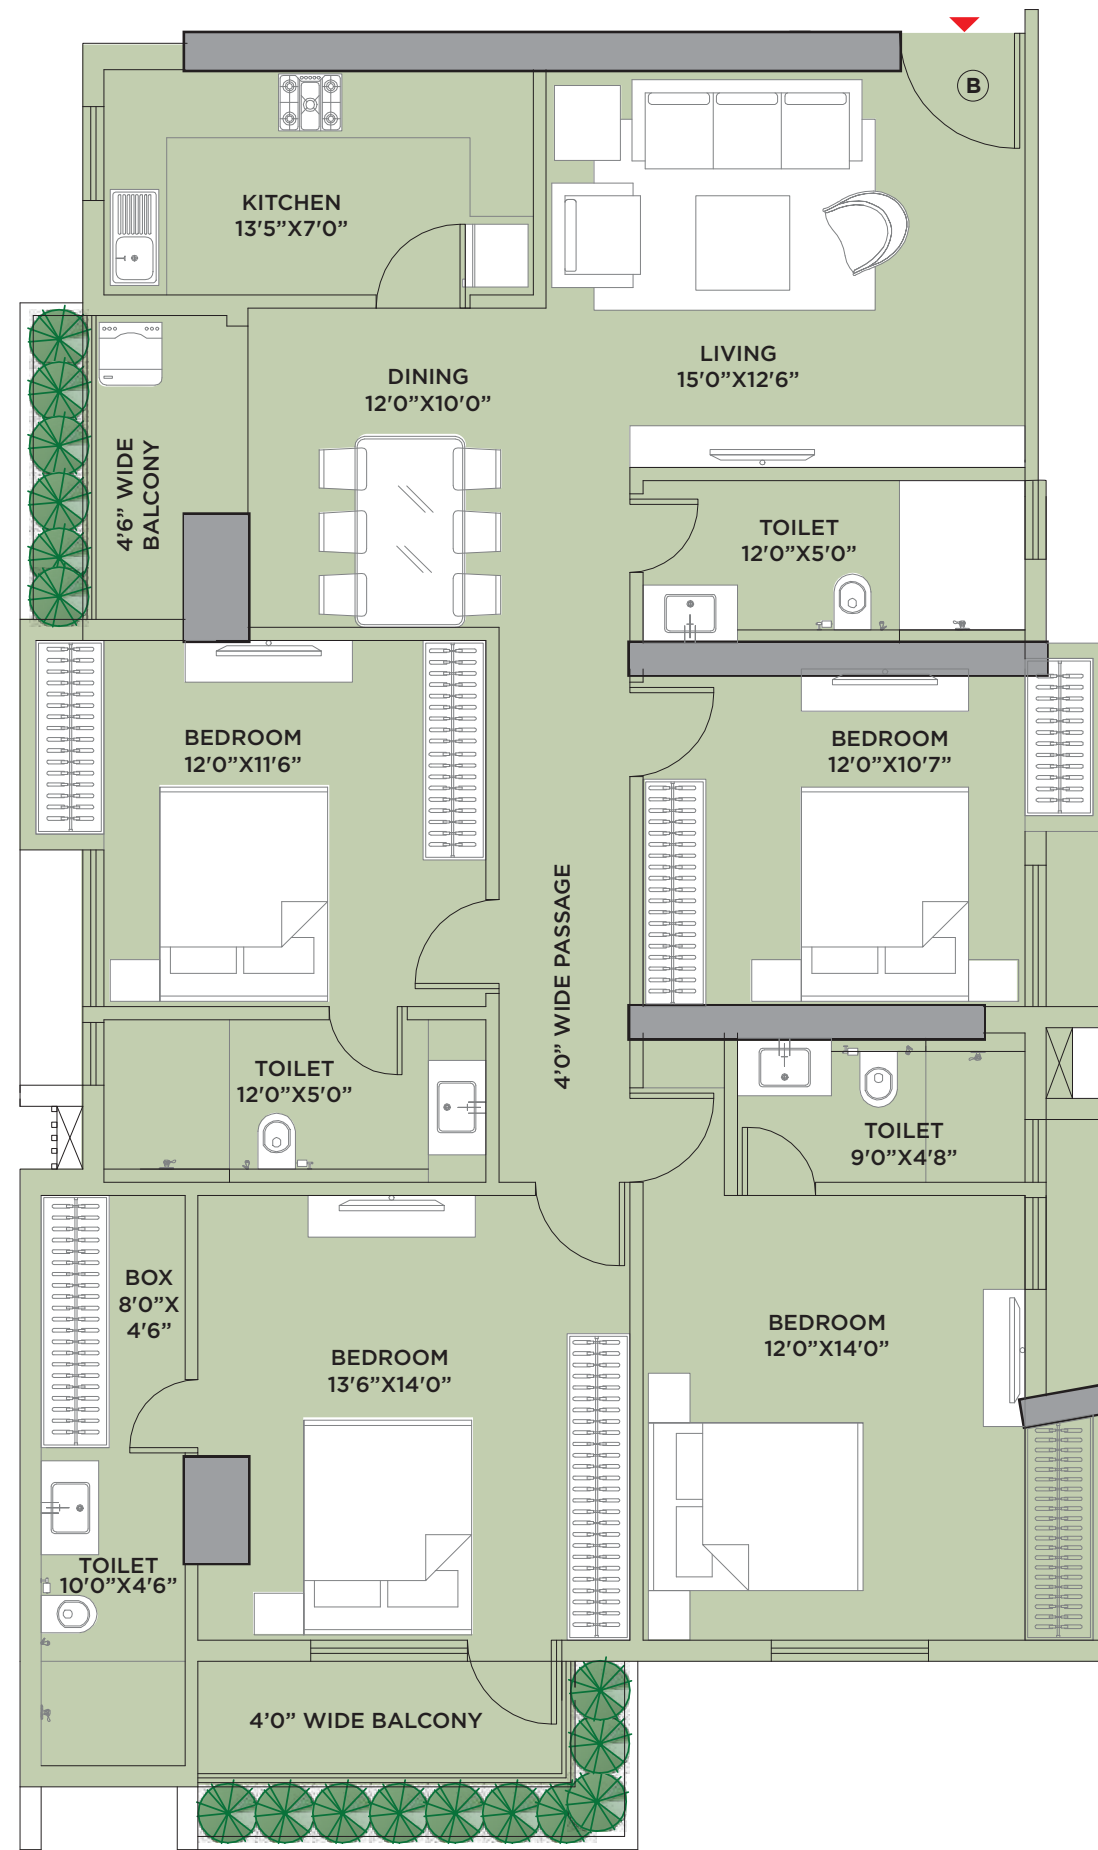 B
KITCHEN
13'5”X7'0”
LIVING
15'0”X12'6”
DINING
12'0”X10'0”
4'6” WIDE
BALCONY
TOILET
12'0”X5'0”
BEDROOM
12'0”X11'6”
BEDROOM
12'0”X10'7”
4'0” WIDE PASSAGE
TOILET
12'0”X5'0”
TOILET
9'0”X4'8”
BOX
8'0”X
4'6”
BEDROOM
13'6”X14'0”
BEDROOM
12'0”X14'0”
TOILET
10'0”X4'6”
4'0” WIDE BALCONY